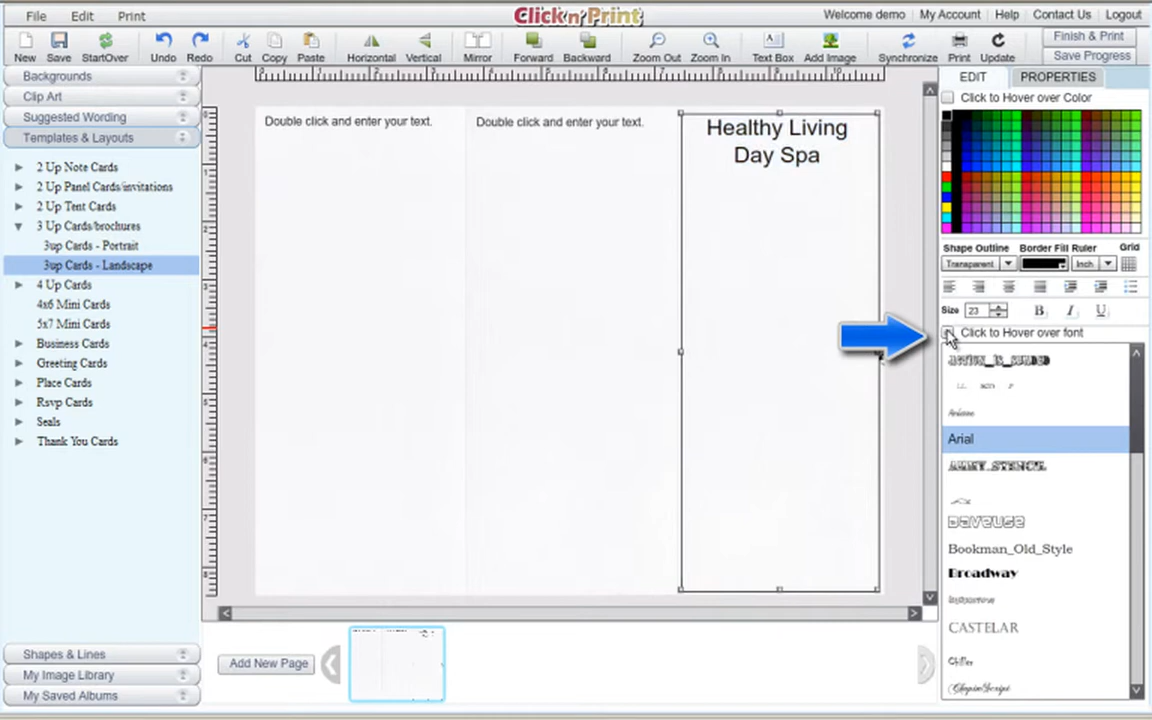 File Edit Print
Click n' Print
Welcome demo My Account Help Contact Us Logout
New Save StartOver Undo Redo Cut Copy Paste Horizontal Vertical Mirror Forward Backward Zoom Out Zoom In Text Box Add Image Synchronize Print Update
Finish & Print
Save Progress
Backgrounds
Clip Art
Suggested Wording
Templates & Layouts
2 Up Note Cards
2 Up Panel Cards/invitations
2 Up Tent Cards
3 Up Cards/brochures
3up Cards - Portrait
3up Cards - Landscape
4 Up Cards
4x6 Mini Cards
5x7 Mini Cards
Business Cards
Greeting Cards
Place Cards
Rsvp Cards
Seals
Thank You Cards
Shapes & Lines
My Image Library
My Saved Albums
Double click and enter your text.
Double click and enter your text.
Healthy Living
Day Spa
Add New Page
EDIT PROPERTIES
Click to Hover over Color
Shape Outline Border Fill Ruler Grid
Transparent Inch
Size 23 B I U
Click to Hover over font
Arial
ARMY_STENCIL
Bookman_Old_Style
Broadway
CASTELAR
Chiller